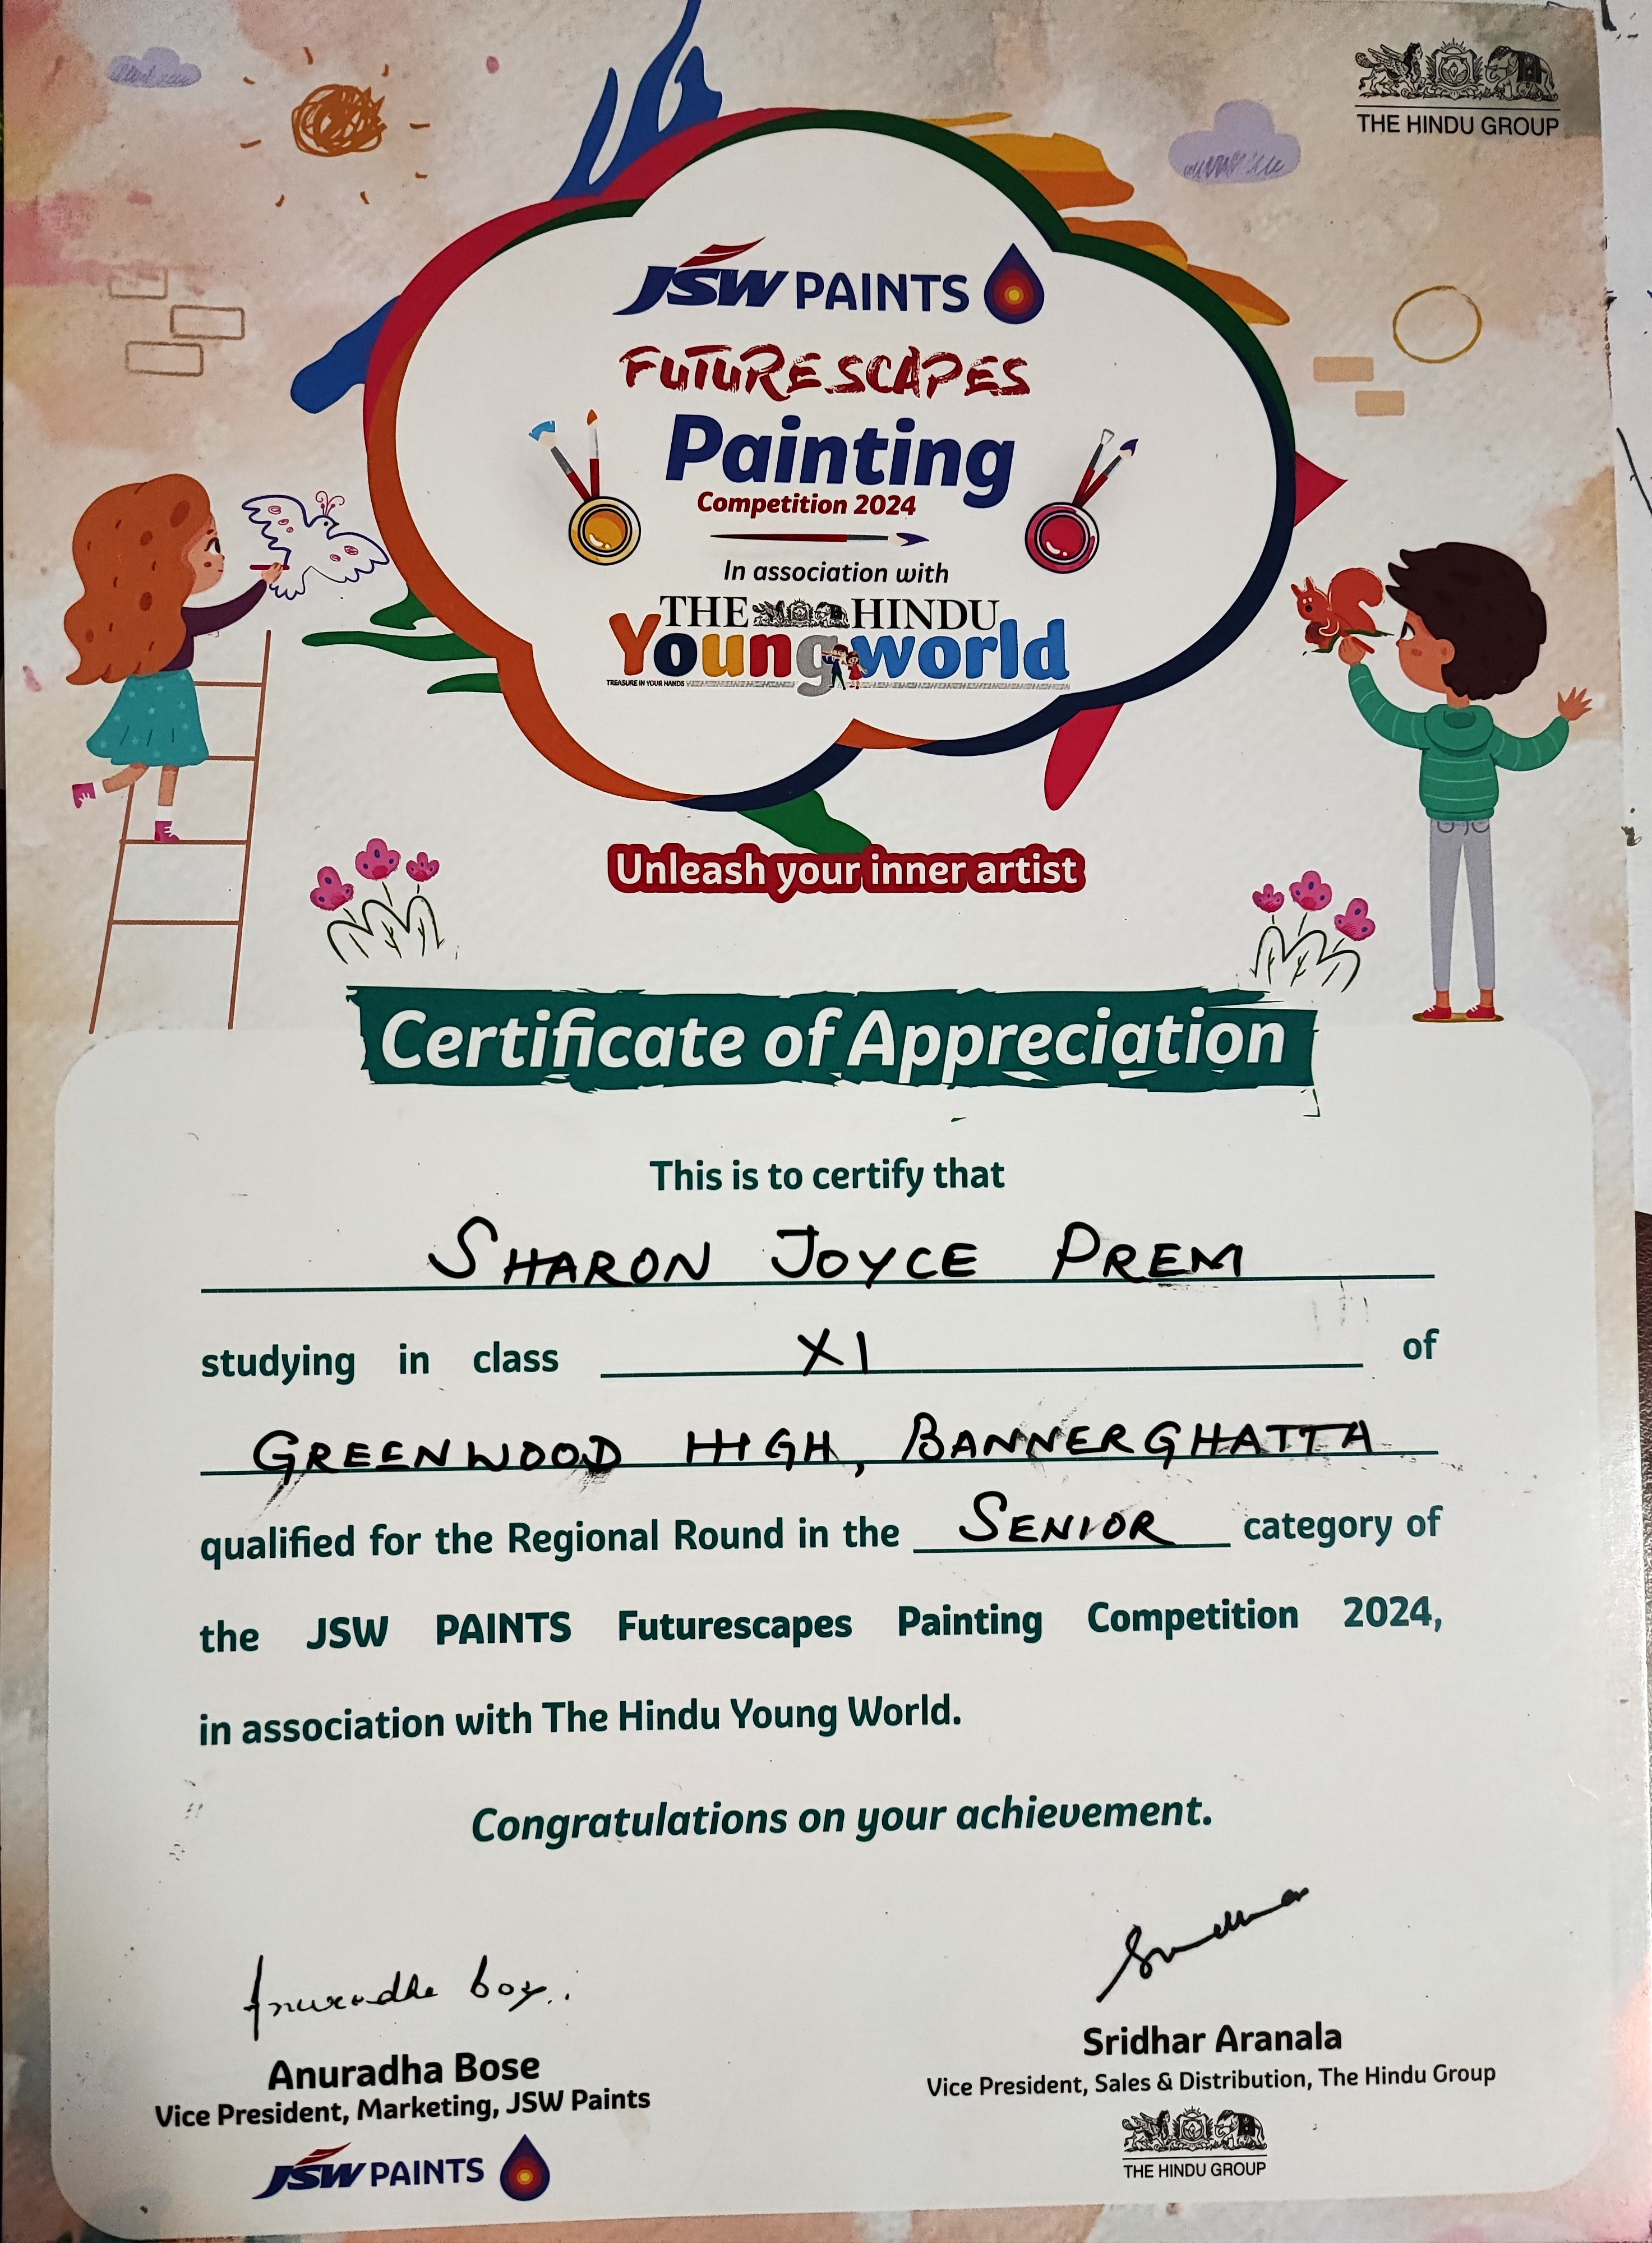 THE HINDU GROUP
JSW PAINTS
FUTURESCAPES
Painting
Competition 2024
In association with
THE HINDU
Youngworld
TREASURE IN YOUR HANDS
Unleash your inner artist
Certificate of Appreciation
This is to certify that
SHARON JOYCE PREM
studying in class XI of
GREENWOOD HIGH, BANNERGHATTA
qualified for the Regional Round in the SENIOR category of
the JSW PAINTS Futurescapes Painting Competition 2024,
in association with The Hindu Young World.
Congratulations on your achievement.
Anuradha Bose
Anuradha Bose
Vice President, Marketing, JSW Paints
JSW PAINTS
Sridhar Aranala
Vice President, Sales & Distribution, The Hindu Group
THE HINDU GROUP